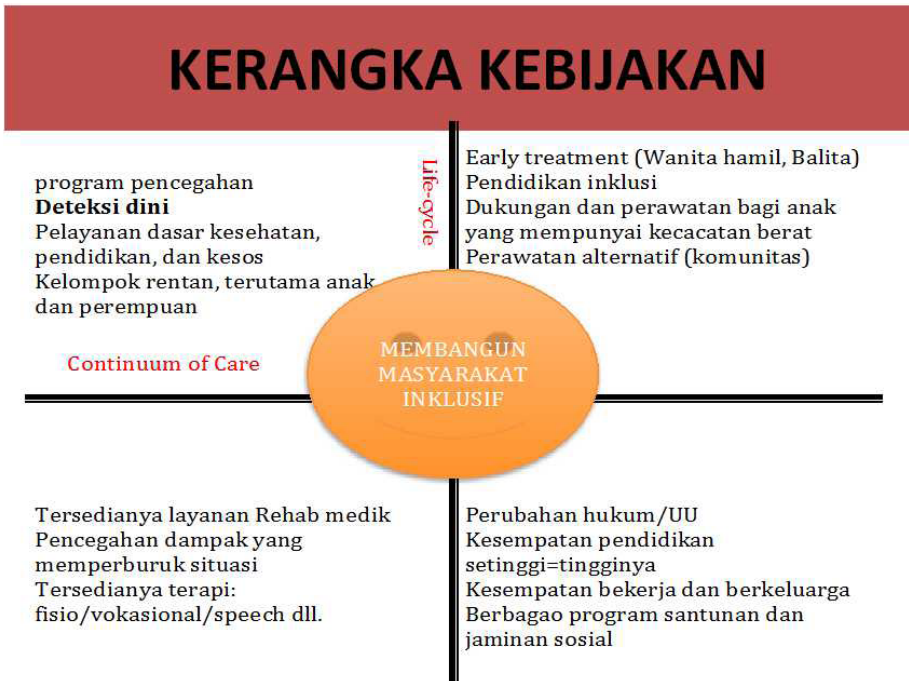 KERANGKA KEBIJAKAN
program pencegahan
Deteksi dini
Pelayanan dasar kesehatan,
pendidikan, dan kesos
Kelompok rentan, terutama anak
dan perempuan
Continuum of Care
Life-cycle
Early treatment (Wanita hamil, Balita)
Pendidikan inklusi
Dukungan dan perawatan bagi anak
yang mempunyai kecacatan berat
Perawatan alternatif (komunitas)
MEMBANGUN
MASYARAKAT
INKLUSIF
Tersedianya layanan Rehab medik
Pencegahan dampak yang
memperburuk situasi
Tersedianya terapi:
fisio/vokasional/speech dll.
Perubahan hukum/UU
Kesempatan pendidikan
setinggi=tingginya
Kesempatan bekerja dan berkeluarga
Berbagao program santunan dan
jaminan sosial